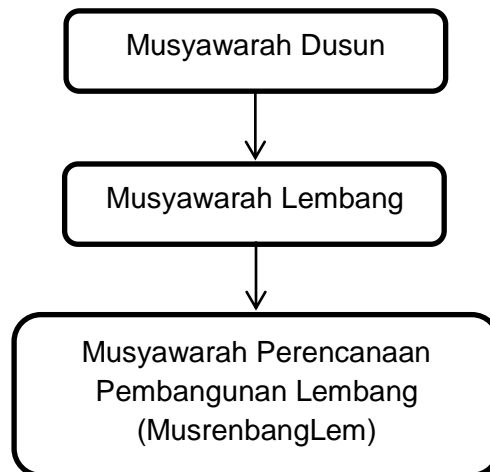 Musyawarah Dusun
Musyawarah Lembang
Musyawarah Perencanaan
Pembangunan Lembang
(MusrenbangLem)